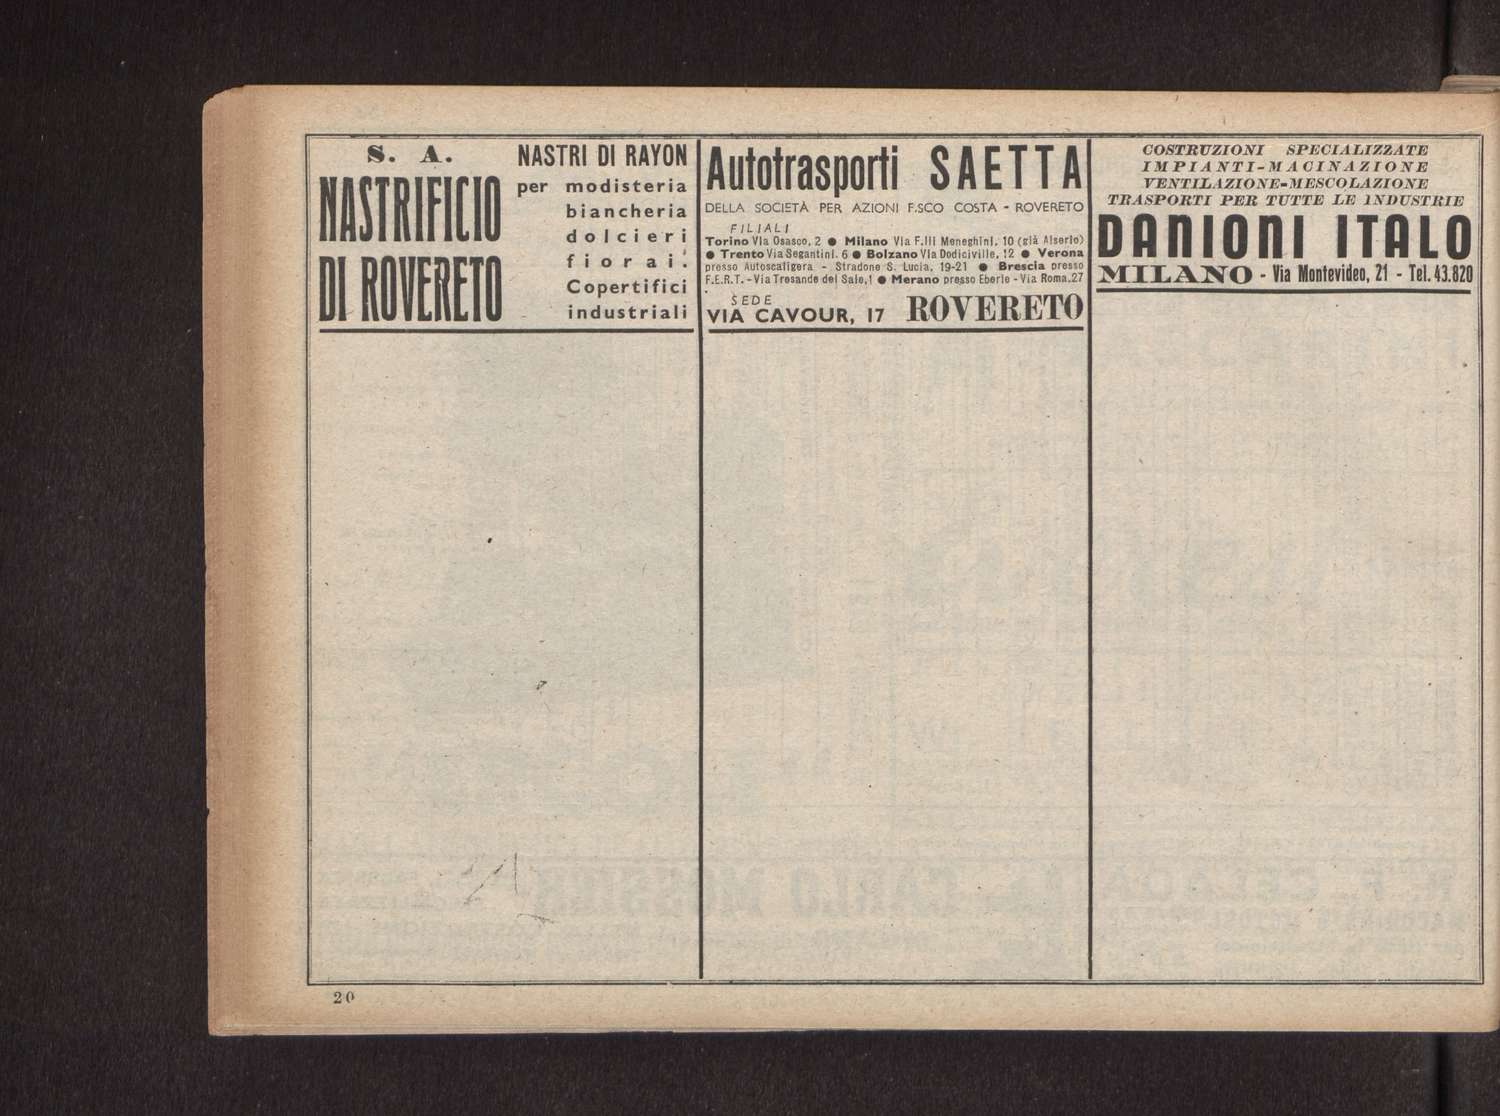 S. A.
NASTRIFICIO
DI ROVERETO
NASTRI DI RAYON
per modisteria
biancheria
dolcieri
fiorai.
Copertifici
industriali
Autotrasporti SAETTA
DELLA SOCIETÀ PER AZIONI F.SCO COSTA - ROVERETO
FILIALI
Torino Via Osasco, 2 ● Milano Via F.lli Meneghini, 10 (già Alserio)
● Trento Via Segantini, 6 ● Bolzano Via Dodiciville, 12 ● Verona
presso Autoscaligera - Stradone S. Lucia, 19-21 ● Brescia presso
F.E.R.T. - Via Tresande del Sale, 1 ● Merano presso Eberle - Via Roma, 27
SEDE
VIA CAVOUR, 17 ROVERETO
COSTRUZIONI SPECIALIZZATE
IMPIANTI-MACINAZIONE
VENTILAZIONE-MESCOLAZIONE
TRASPORTI PER TUTTE LE INDUSTRIE
DANIONI ITALO
MILANO - Via Montevideo, 21 - Tel. 43.820
20